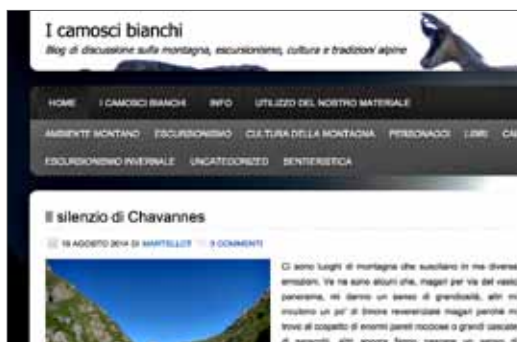 I camosci bianchi
Blog di discussione sulla montagna, escursionismo, cultura e tradizioni alpine
HOME I CAMOSCI BIANCHI INFO UTILIZZO DEL NOSTRO MATERIALE
AMBIENTE MONTANO ESCURSIONISMO CULTURA DELLA MONTAGNA PERSONAGGI LIBRI
ESCURSIONISMO INVERNALE UNCATEGORIZED SENTIERISTICA
Il silenzio di Chavannes
19 AGOSTO 2014 DI COMMENTI
Ci sono luoghi di montagna che suscitano in me diverse
emozioni. Ve ne sono alcuni che, magari per via del vasto
panorama, mi danno un senso di grandiosità, altri mi
incutono un po' di timore reverenziale magari perché mi
trovo al cospetto di enormi pareti rocciose o grandi cascate